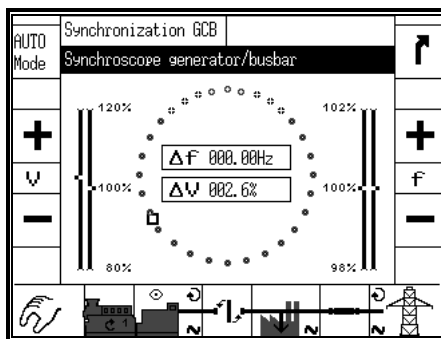 AUTO
Mode
Synchronization GCB
Synchroscope generator/busbar
120%
102%
+
+
Δf 000.00Hz
V
f
100%
ΔV 002.6%
100%
−
−
80%
98%
1